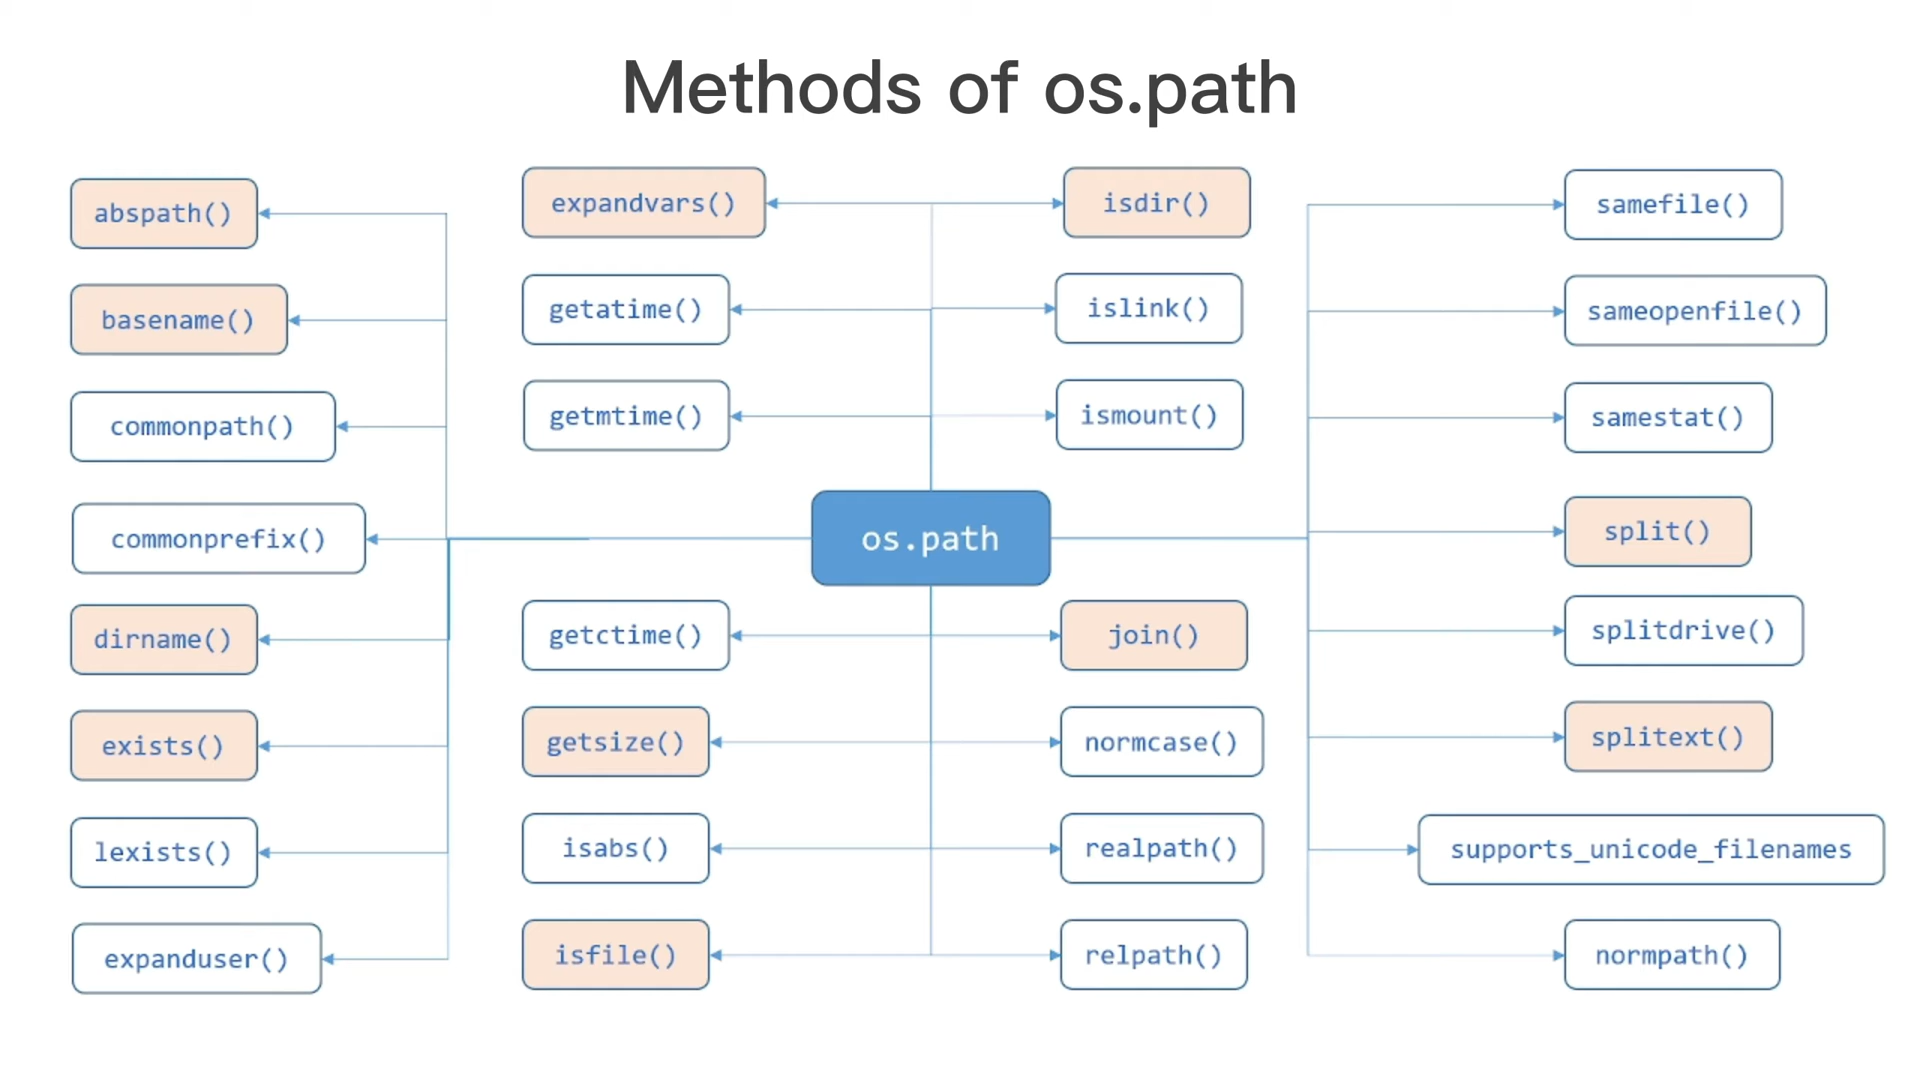 Methods of os.path
abspath()
basename()
commonpath()
commonprefix()
dirname()
exists()
lexists()
expanduser()
expandvars()
getatime()
getmtime()
os.path
getctime()
getsize()
isabs()
isfile()
isdir()
islink()
ismount()
join()
normcase()
realpath()
relpath()
samefile()
sameopenfile()
samestat()
split()
splitdrive()
splitext()
supports_unicode_filenames
normpath()